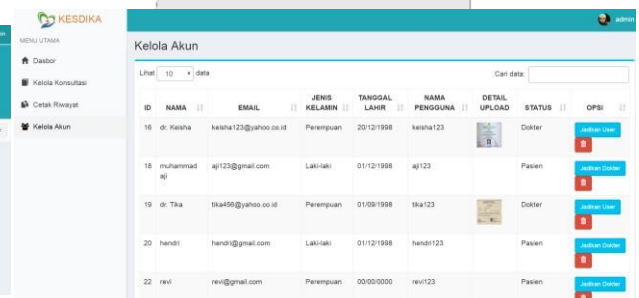 KESDIKA
admin
MENU UTAMA
Dasbor
Kelola Konsultasi
Cetak Riwayat
Kelola Akun
Kelola Akun
Lihat 10 data
Cari data:
ID NAMA EMAIL JENIS KELAMIN TANGGAL LAHIR NAMA PENGGUNA DETAIL UPLOAD STATUS OPSI
16 dr. Keisha keisha123@yahoo.co.id Perempuan 20/12/1998 keisha123 Dokter Jadikan User
18 muhammad aji aji123@gmail.com Laki-laki 01/12/1998 aji123 Pasien Jadikan Dokter
19 dr. Tika tika456@yahoo.co.id Perempuan 01/09/1998 tika123 Dokter Jadikan User
20 hendri hendri@gmail.com Laki-laki 01/12/1998 hendri123 Pasien Jadikan Dokter
22 revi revi@gmail.com Perempuan 00/00/0000 revi123 Pasien Jadikan Dokter